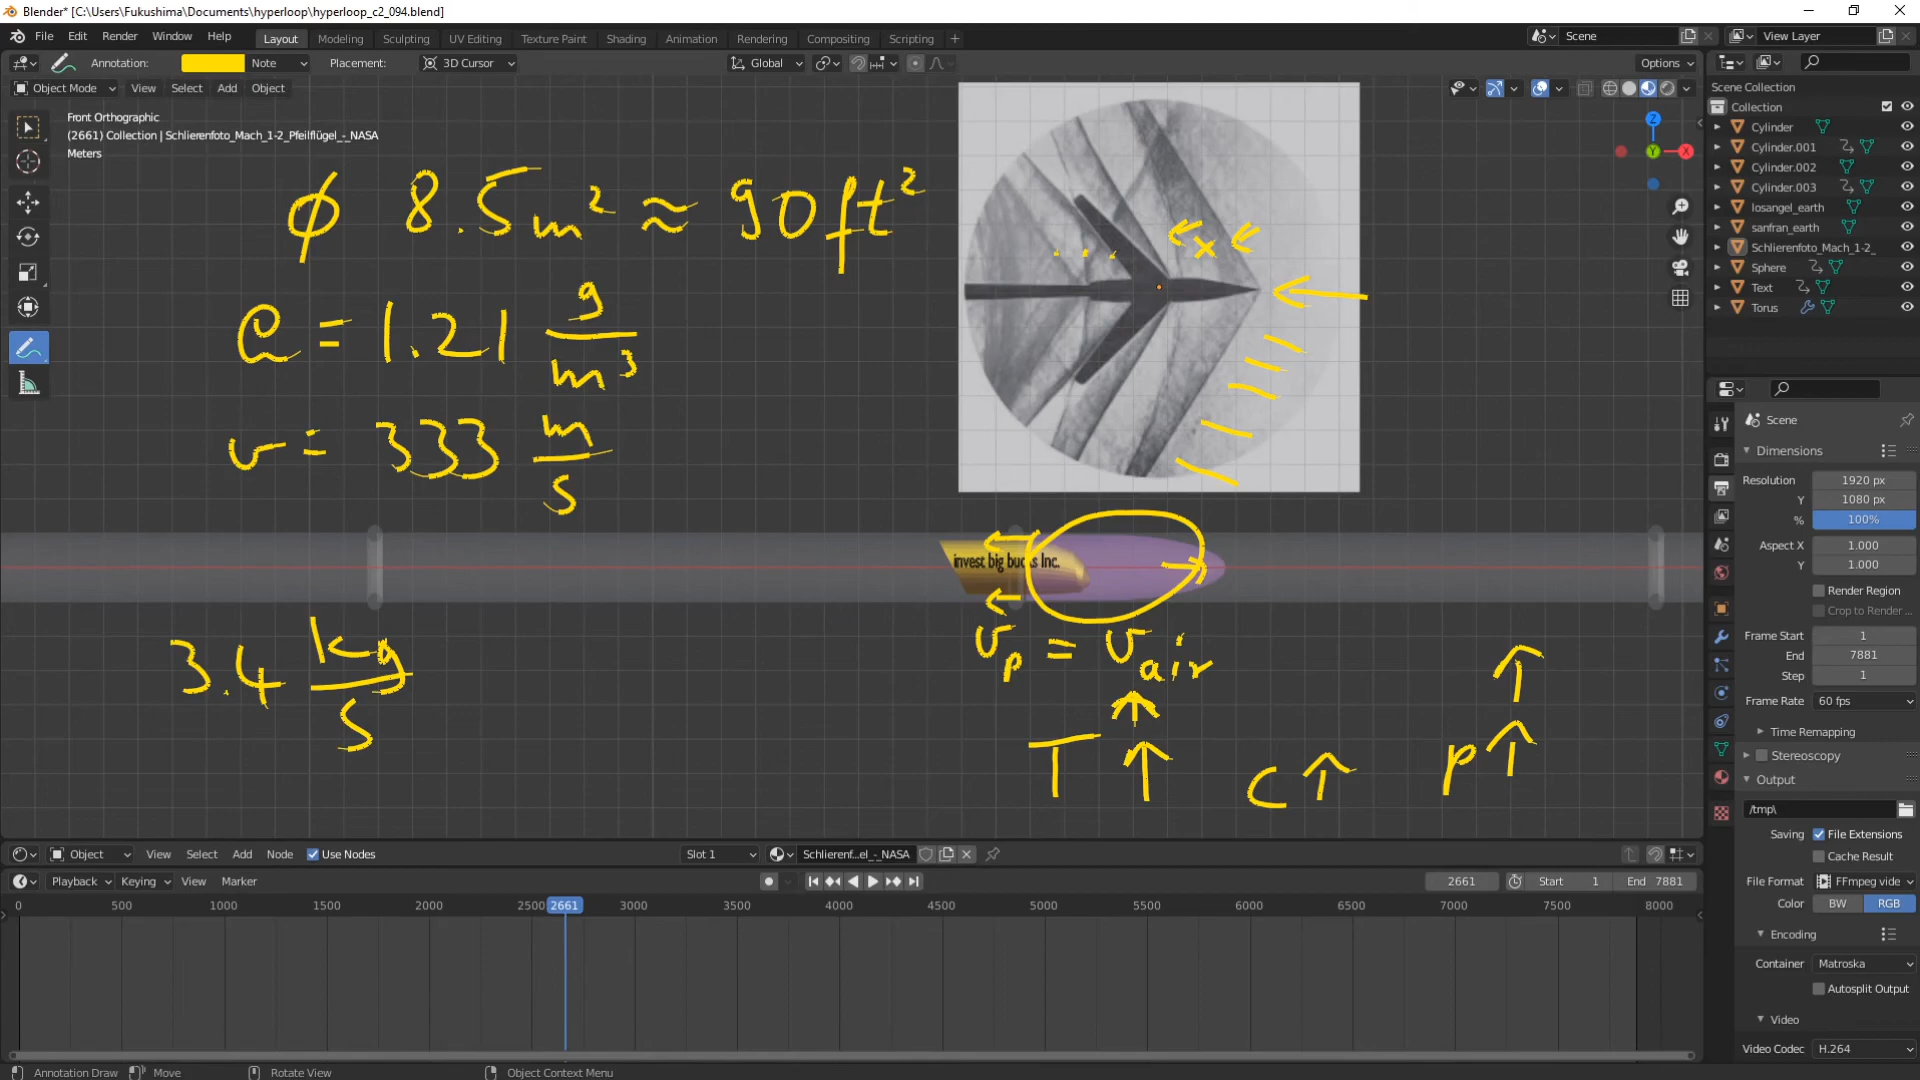 Blender* [C:\Users\Fukushima\Documents\hyperloop\hyperloop_c2_094.blend]
File Edit Render Window Help Layout Modeling Sculpting UV Editing Texture Paint Shading Animation Rendering Compositing Scripting + Scene View Layer
Annotation: Note Placement: 3D Cursor Global Options
Object Mode View Select Add Object
Front Orthographic
(2661) Collection | Schlierenfoto_Mach_1-2_Pfeilflügel_-_NASA
Meters
Z
Y
X
ϕ 8.5m² ≈ 90ft²
ϱ = 1.21 g/m³
v = 333 m/s
x
invest big bucks Inc.
3.4 kg/s
v_p = v_air
↑
T ↑ c ↑ p ↑
↑
Scene Collection
Collection
Cylinder
Cylinder.001
Cylinder.002
Cylinder.003
losangel_earth
sanfran_earth
Schlierenfoto_Mach_1-2_
Sphere
Text
Torus
Scene
Dimensions
Resolution 1920 px
Y 1080 px
% 100%
Aspect X 1.000
Y 1.000
Render Region
Crop to Render ...
Frame Start 1
End 7881
Step 1
Frame Rate 60 fps
Time Remapping
Stereoscopy
Output
/tmp\
Saving File Extensions
Cache Result
File Format FFmpeg vide
Color BW RGB
Encoding
Container Matroska
Autosplit Output
Video
Video Codec H.264
Object View Select Add Node Use Nodes Slot 1 Schlierenf...el_-_NASA
Playback Keying View Marker 2661 Start 1 End 7881
0 500 1000 1500 2000 2500 2661 3000 3500 4000 4500 5000 5500 6000 6500 7000 7500 8000
Annotation Draw Move Rotate View Object Context Menu